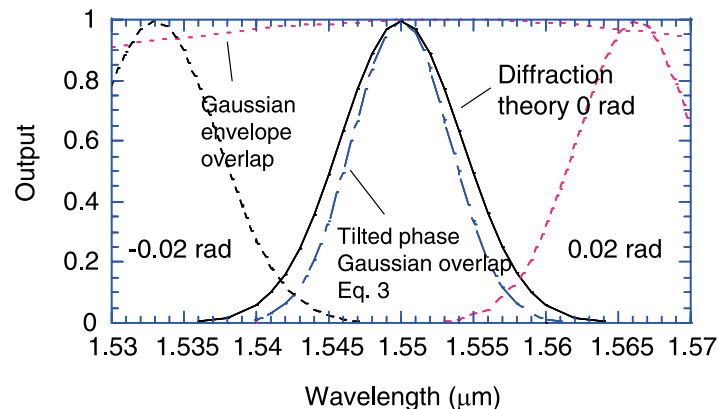 1
0.8
0.6
0.4
0.2
0
Output
Gaussian
envelope
overlap
Diffraction
theory 0 rad
-0.02 rad
Tilted phase
Gaussian overlap
Eq. 3
0.02 rad
1.53 1.535 1.54 1.545 1.55 1.555 1.56 1.565 1.57
Wavelength (μm)